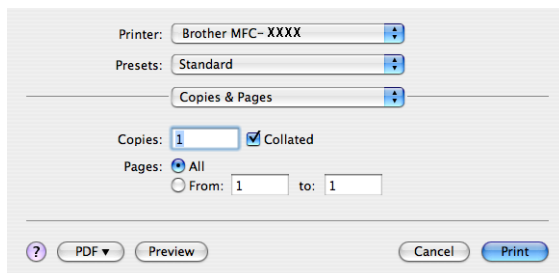 Printer: Brother MFC-XXXX
Presets: Standard
Copies & Pages
Copies: 1 Collated
Pages: All
From: 1 to: 1
? PDF Preview Cancel Print